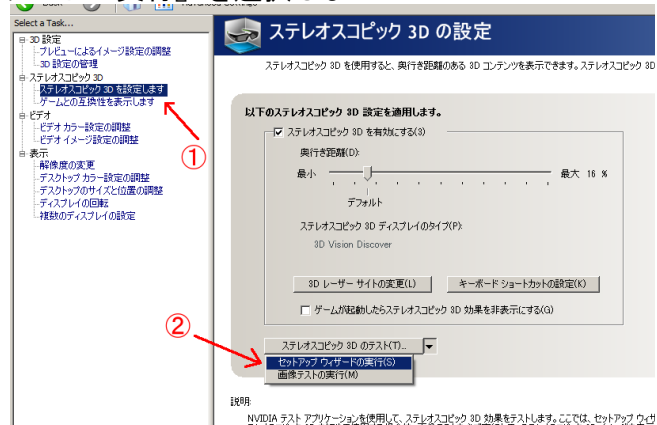 Select a Task...
3D 設定
プレビューによるイメージ設定の調整
3D 設定の管理
ステレオスコピック 3D
ステレオスコピック 3D を設定します
ゲームとの互換性を表示します
ビデオ
ビデオ カラー設定の調整
ビデオ イメージ設定の調整
表示
解像度の変更
デスクトップ カラー設定の調整
デスクトップのサイズと位置の調整
ディスプレイの回転
複数のディスプレイの設定
①
②
ステレオスコピック 3D の設定
ステレオスコピック 3D を使用すると、奥行き距離のある 3D コンテンツを表示できます。ステレオスコピック 3D
以下のステレオスコピック 3D 設定を適用します。
ステレオスコピック 3D を有効にする(3)
奥行き距離(D):
最小
最大 16 %
デフォルト
ステレオスコピック 3D ディスプレイのタイプ(P):
3D Vision Discover
3D レーザー サイトの変更(L)
キーボード ショートカットの設定(K)
ゲームが起動したらステレオスコピック 3D 効果を非表示にする(G)
ステレオスコピック 3D のテスト(T)...
セットアップ ウィザードの実行(S)
画像テストの実行(M)
説明:
NVIDIA テスト アプリケーションを使用して、ステレオスコピック 3D 効果をテストします。ここでは、セットアップ ウィザ